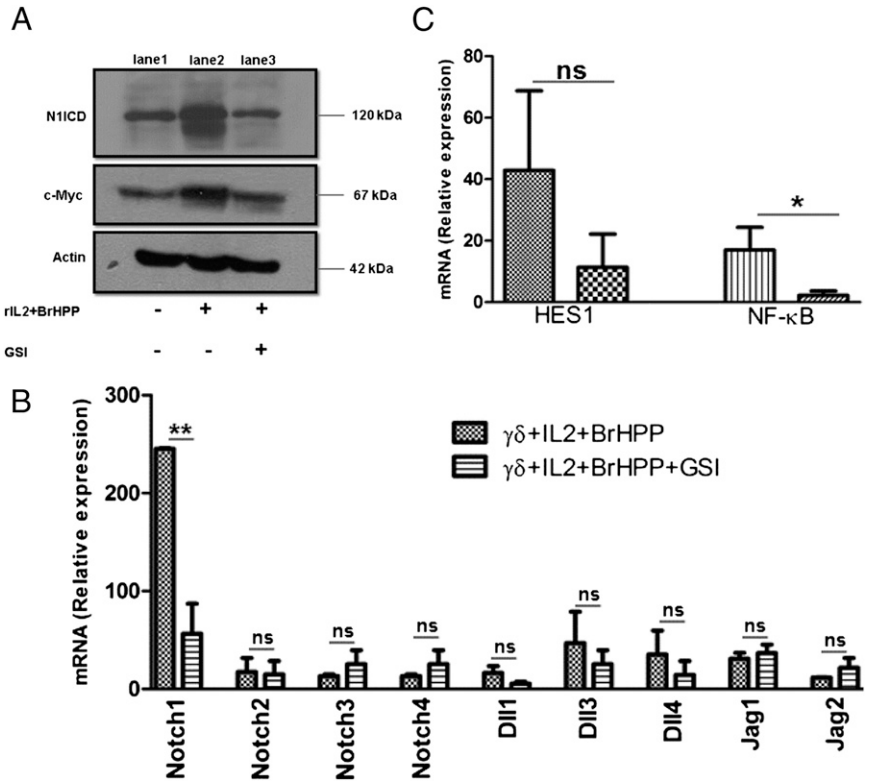 A
lane1 lane2 lane3
N1ICD
120 kDa
c-Myc
67 kDa
Actin
42 kDa
rIL2+BrHPP - + +
GSI - - +
C
mRNA (Relative expression)
80
60
40
20
0
ns
*
HES1
NF-κB
B
mRNA (Relative expression)
300
200
100
0
γδ+IL2+BrHPP
γδ+IL2+BrHPP+GSI
**
ns
ns
ns
ns
ns
ns
ns
ns
Notch1
Notch2
Notch3
Notch4
Dll1
Dll3
Dll4
Jag1
Jag2